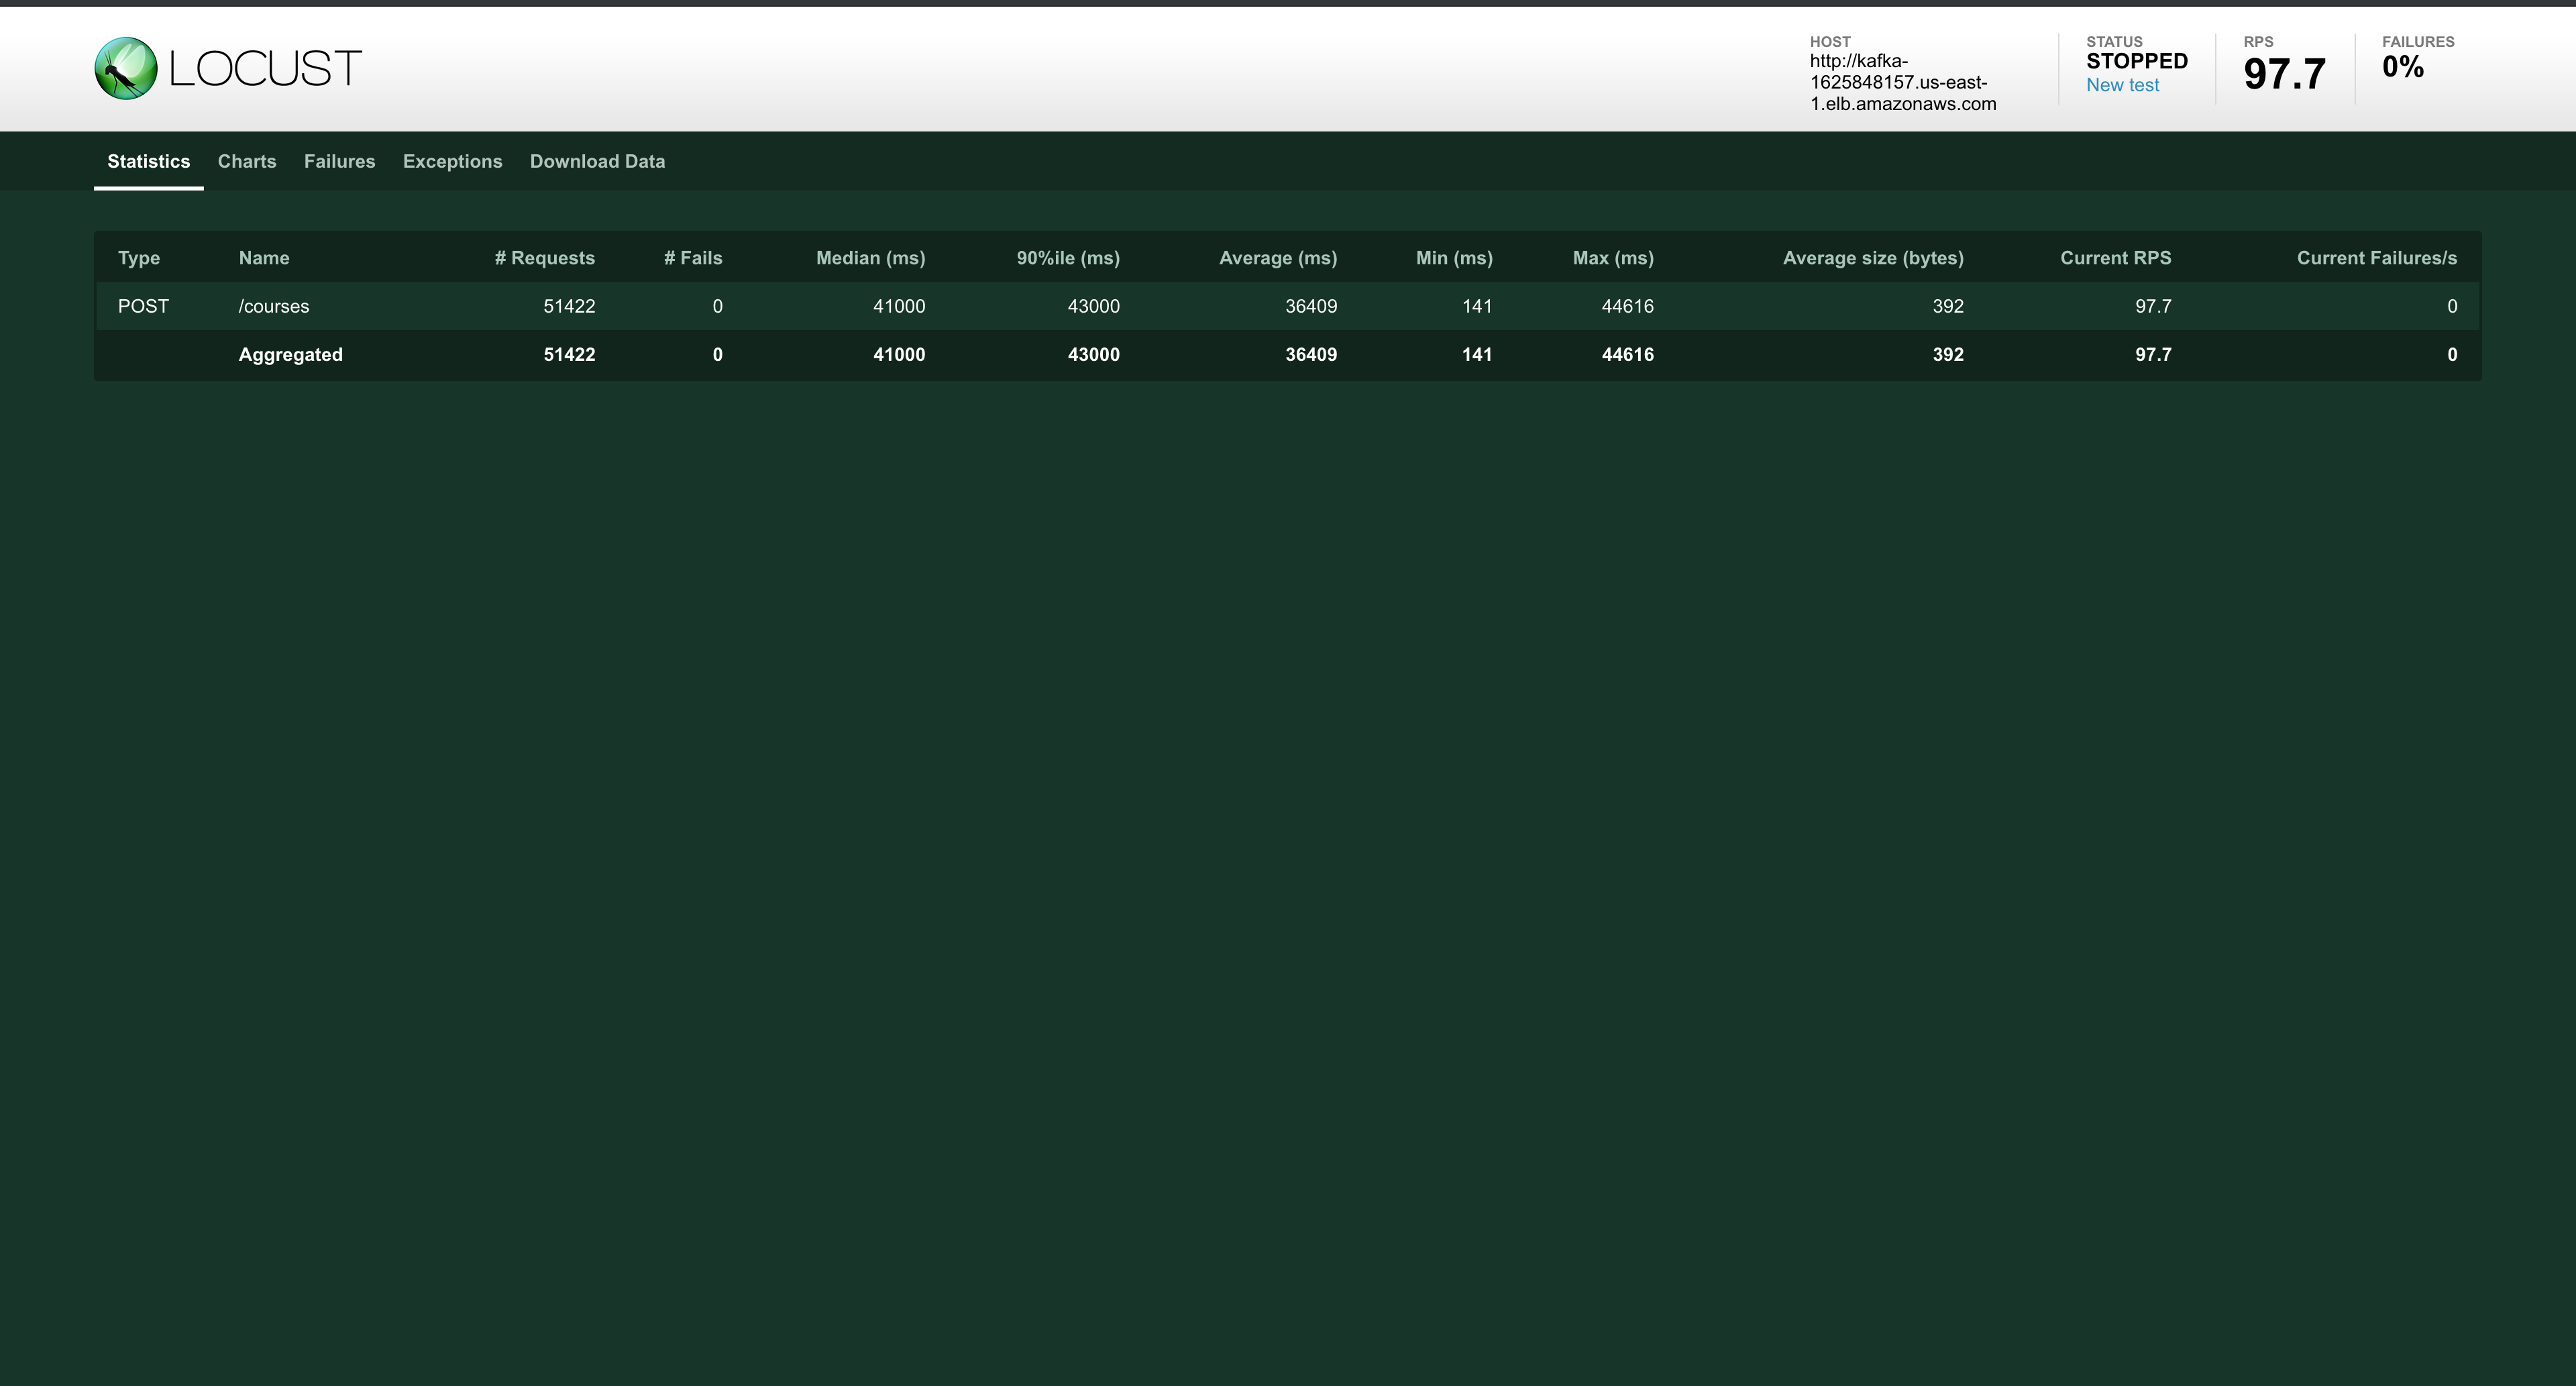 LOCUST
HOST
http://kafka-
1625848157.us-east-
1.elb.amazonaws.com
STATUS
STOPPED
New test
RPS
97.7
FAILURES
0%
Statistics Charts Failures Exceptions Download Data
Type Name # Requests # Fails Median (ms) 90%ile (ms) Average (ms) Min (ms) Max (ms) Average size (bytes) Current RPS Current Failures/s
POST /courses 51422 0 41000 43000 36409 141 44616 392 97.7 0
Aggregated 51422 0 41000 43000 36409 141 44616 392 97.7 0